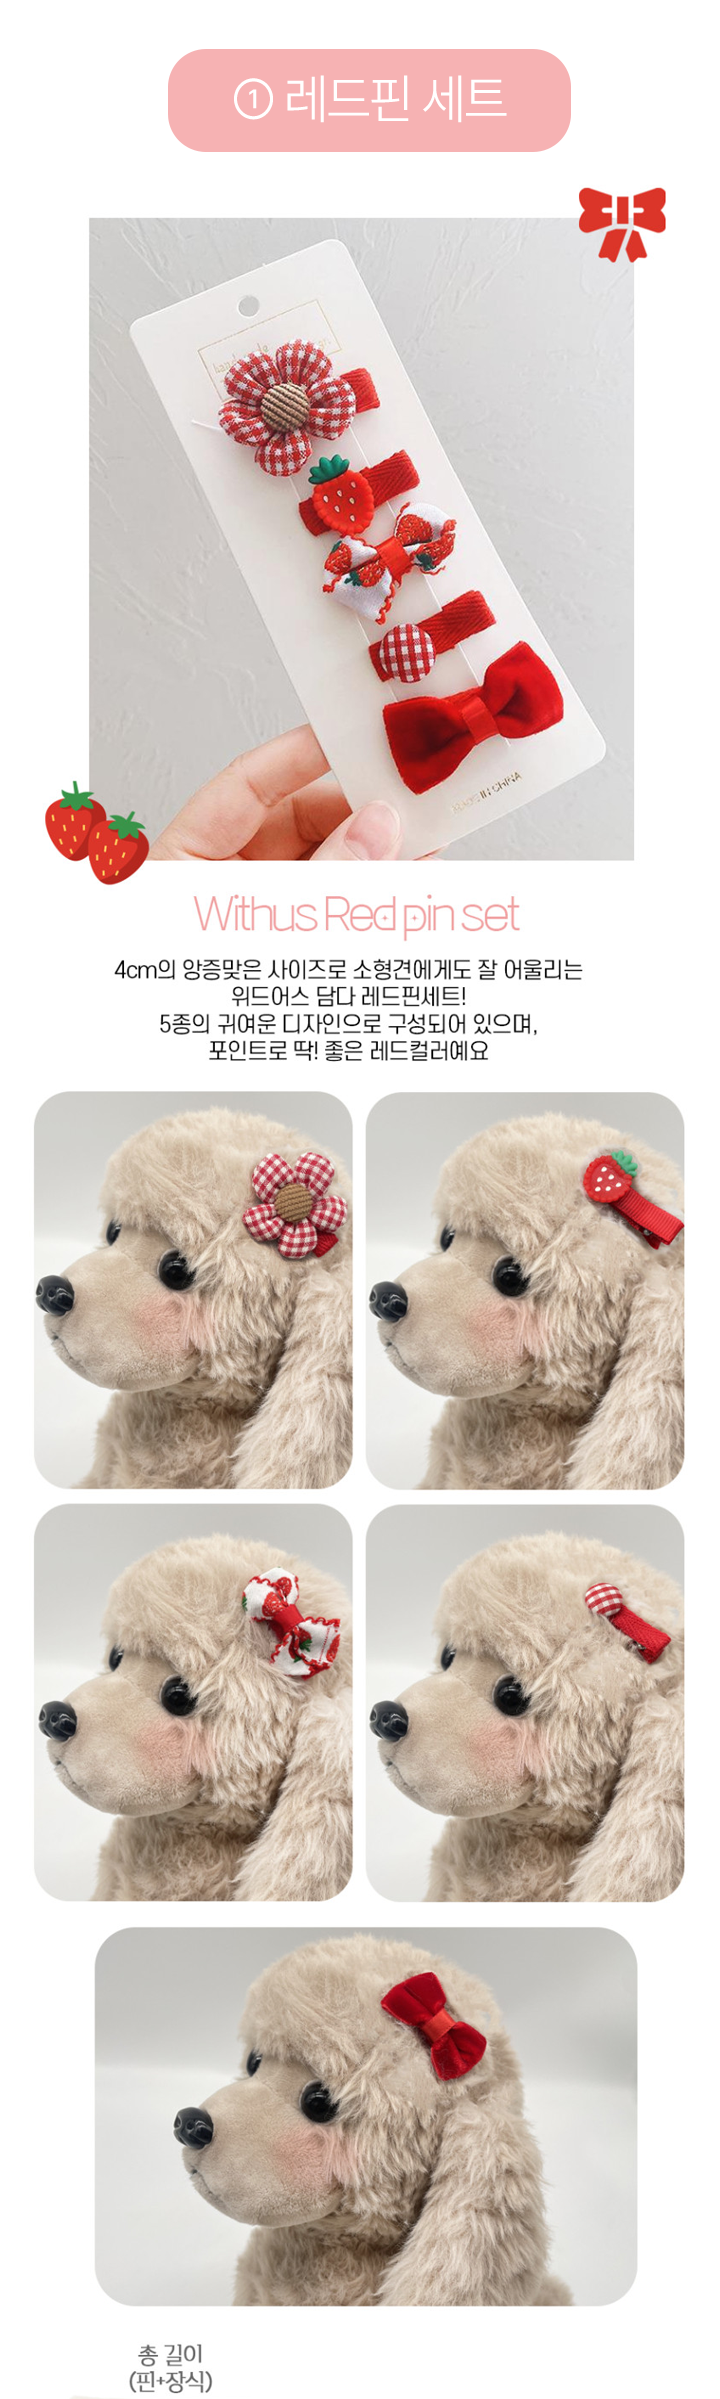 ① 레드핀 세트
MADE IN CHINA
Withus Red pin set
4cm의 앙증맞은 사이즈로 소형견에게도 잘 어울리는
위드어스 담다 레드핀세트!
5종의 귀여운 디자인으로 구성되어 있으며,
포인트로 딱! 좋은 레드컬러예요
총 길이
(핀+장식)